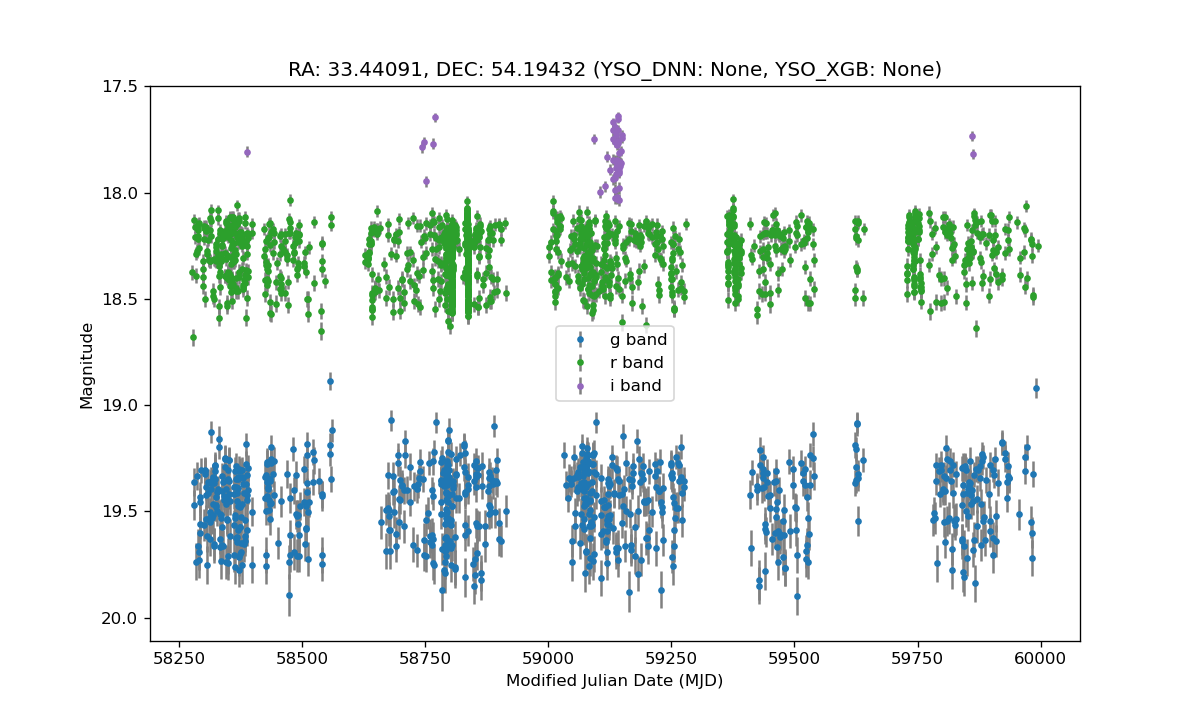 RA: 33.44091, DEC: 54.19432 (YSO_DNN: None, YSO_XGB: None)
17.5
18.0
18.5
19.0
19.5
20.0
Magnitude
g band
r band
i band
58250
58500
58750
59000
59250
59500
59750
60000
Modified Julian Date (MJD)